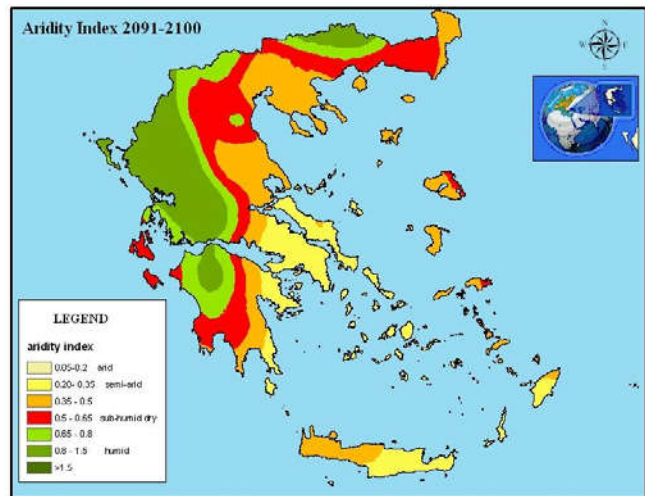 Aridity Index 2091-2100
N
W E
S
LEGEND
aridity index
0.05-0.2 arid
0.20- 0.35 semi-arid
0.35 - 0.5
0.5 - 0.65 sub-humid dry
0.65 - 0.8
0.8 - 1.5 humid
>1.5